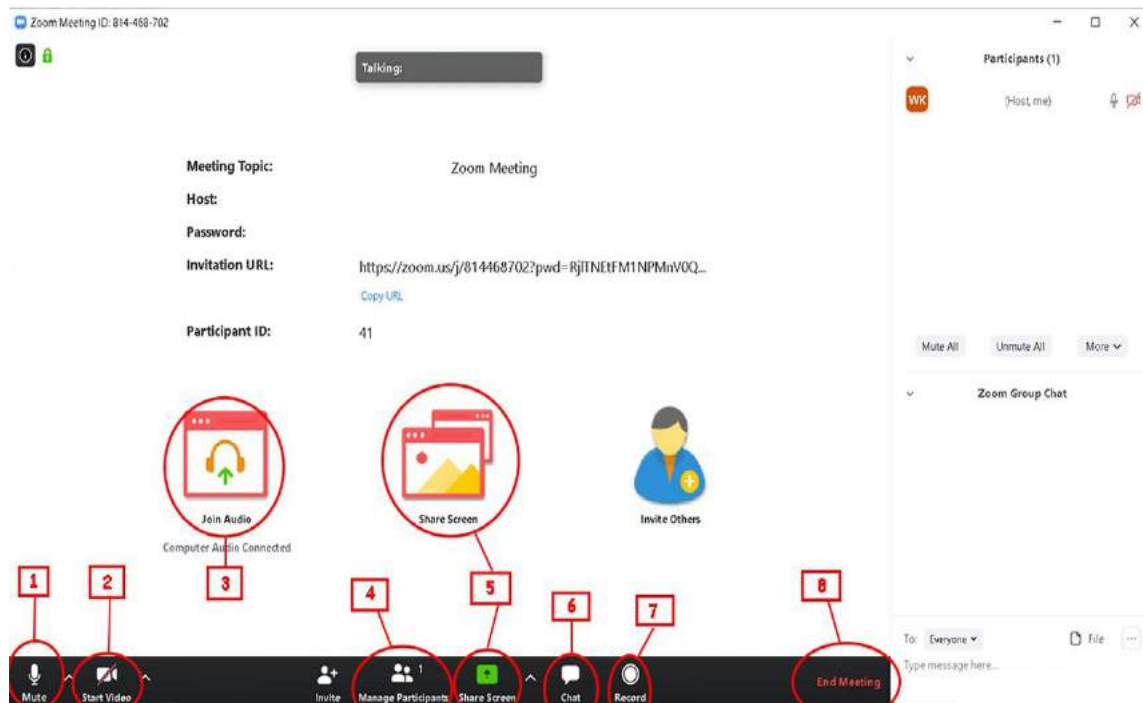 Zoom Meeting ID: 814-468-702
Talking:
Participants (1)
WK (Host, me)
Meeting Topic: Zoom Meeting
Host:
Password:
Invitation URL: https://zoom.us/j/814468702?pwd=RjlTNEtFM1NPMnV0Q...
Copy URL
Participant ID: 41
Mute All Unmute All More
Zoom Group Chat
Join Audio Share Screen Invite Others
Computer Audio Connected
1 2 3 4 5 6 7 8
To: Everyone File ...
Type message here...
Mute Start Video Invite Manage Participants 1 Share Screen Chat Record End Meeting